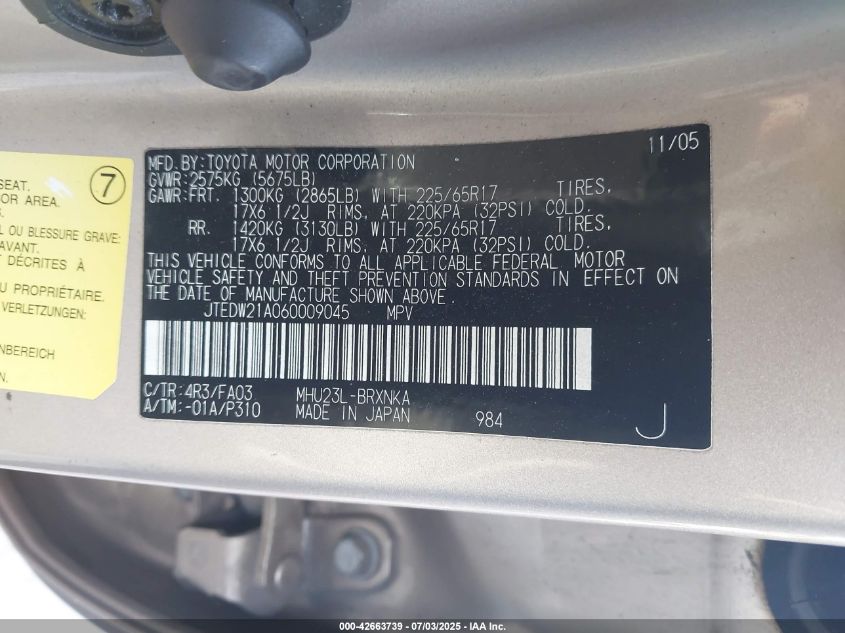 11/05
MFD.BY:TOYOTA MOTOR CORPORATION
GVWR:2575KG (5675LB)
GAWR:FRT. 1300KG (2865LB) WITH 225/65R17 TIRES,
17X6 1/2J RIMS, AT 220KPA (32PSI) COLD.
RR. 1420KG (3130LB) WITH 225/65R17 TIRES,
17X6 1/2J RIMS, AT 220KPA (32PSI) COLD.
THIS VEHICLE CONFORMS TO ALL APPLICABLE FEDERAL MOTOR
VEHICLE SAFETY AND THEFT PREVENTION STANDARDS IN EFFECT ON
THE DATE OF MANUFACTURE SHOWN ABOVE.
JTEDW21A060009045 MPV
C/TR:4R3/FA03 MHU23L-BRXNKA
A/TM:-01A/P310 MADE IN JAPAN 984
J
7
SEAT.
OR AREA.
L OU BLESSURE GRAVE:
AVANT.
T DÉCRITES À
U PROPRIÉTAIRE.
VERLETZUNGEN.
NBEREICH
N.
000-42663739 - 07/03/2025 - IAA Inc.